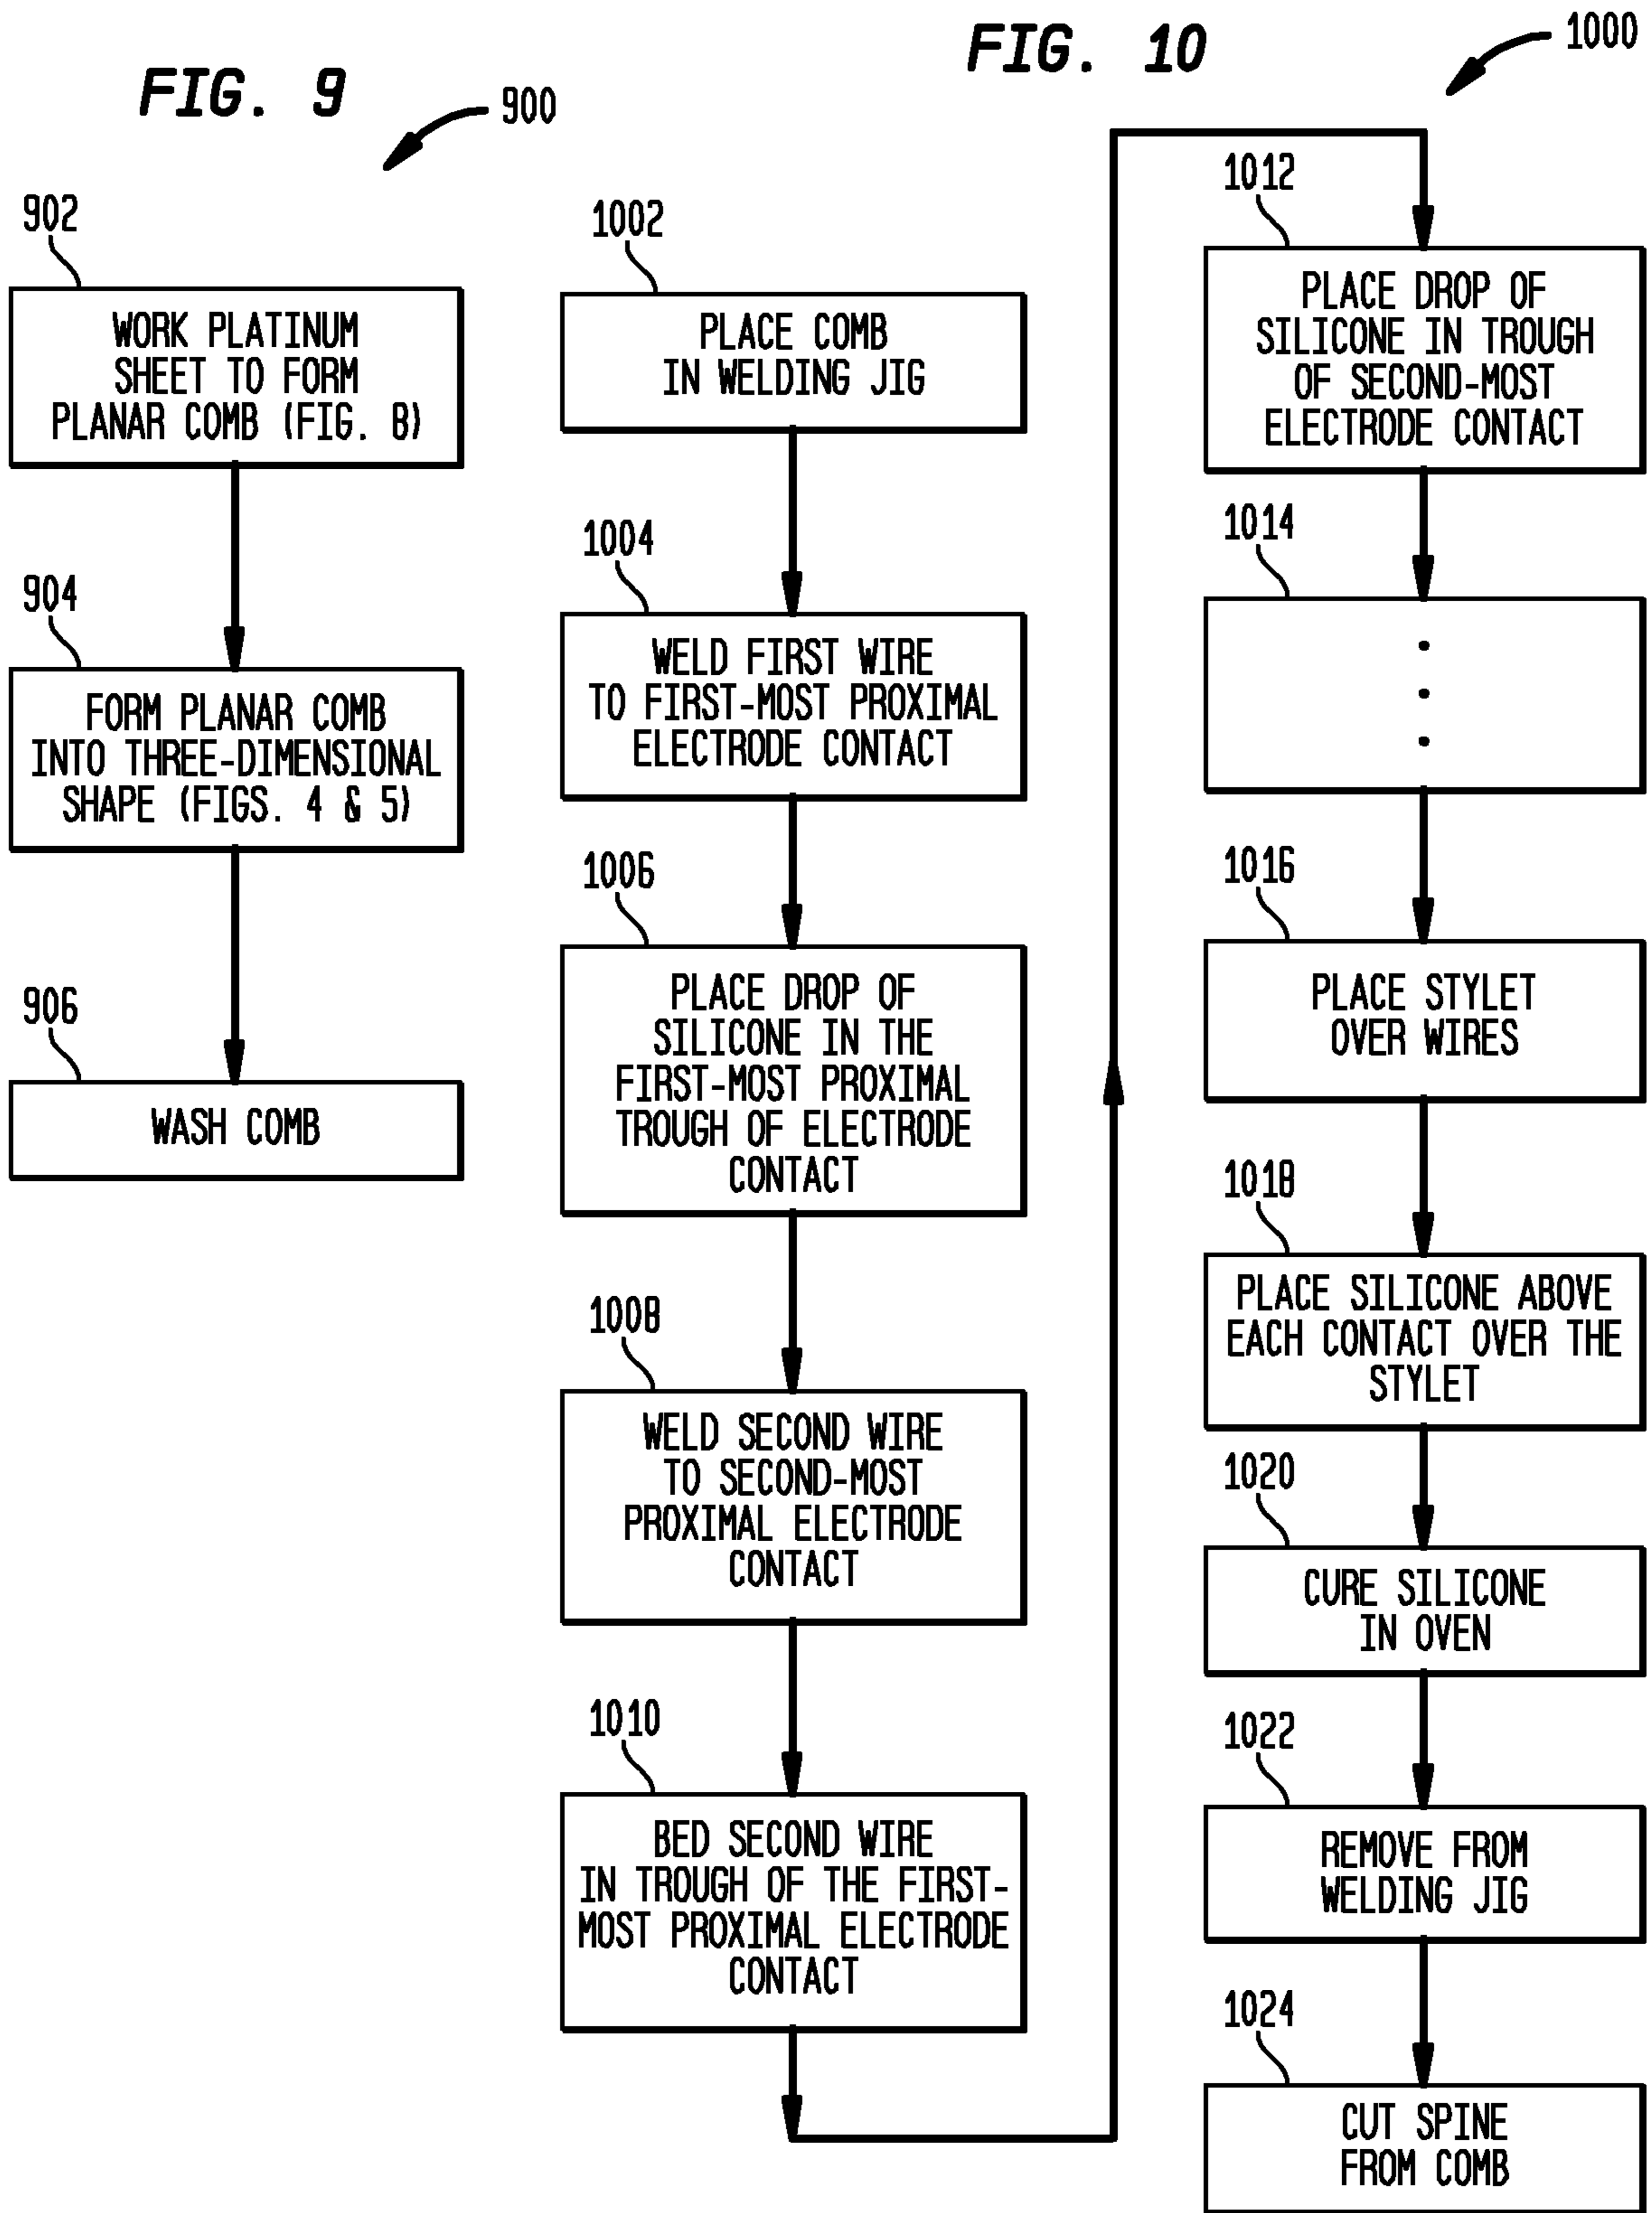 FIG. 9
900
902
WORK PLATINUM
SHEET TO FORM
PLANAR COMB (FIG. 8)
904
FORM PLANAR COMB
INTO THREE-DIMENSIONAL
SHAPE (FIGS. 4 & 5)
906
WASH COMB
FIG. 10
1000
1002
PLACE COMB
IN WELDING JIG
1004
WELD FIRST WIRE
TO FIRST-MOST PROXIMAL
ELECTRODE CONTACT
1006
PLACE DROP OF
SILICONE IN THE
FIRST-MOST PROXIMAL
TROUGH OF ELECTRODE
CONTACT
1008
WELD SECOND WIRE
TO SECOND-MOST
PROXIMAL ELECTRODE
CONTACT
1010
BED SECOND WIRE
IN TROUGH OF THE FIRST-
MOST PROXIMAL ELECTRODE
CONTACT
1012
PLACE DROP OF
SILICONE IN TROUGH
OF SECOND-MOST
ELECTRODE CONTACT
1014
1016
PLACE STYLET
OVER WIRES
1018
PLACE SILICONE ABOVE
EACH CONTACT OVER THE
STYLET
1020
CURE SILICONE
IN OVEN
1022
REMOVE FROM
WELDING JIG
1024
CUT SPINE
FROM COMB